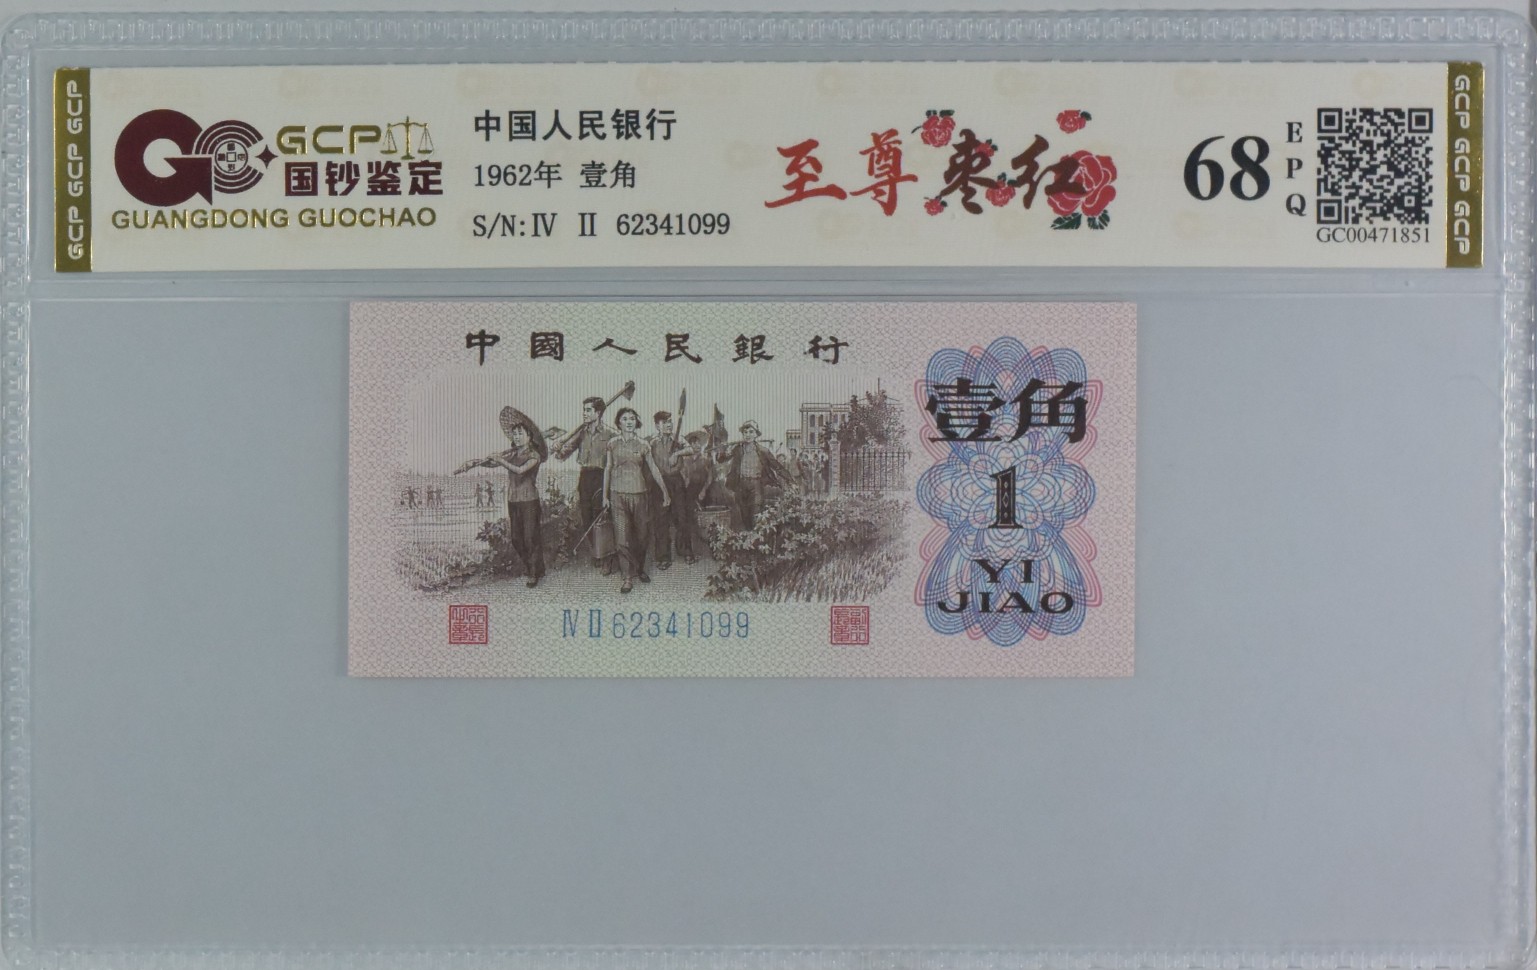 GCP GCP GCP
GCP
国钞鉴定
GUANGDONG GUOCHAO
中国人民银行
1962年 壹角
S/N:Ⅳ Ⅱ 62341099
至尊枣红
68
EPQ
GC00471851
GCP GCP GCP
中國人民銀行
壹角
1
YI
JIAO
ⅣⅡ62341099